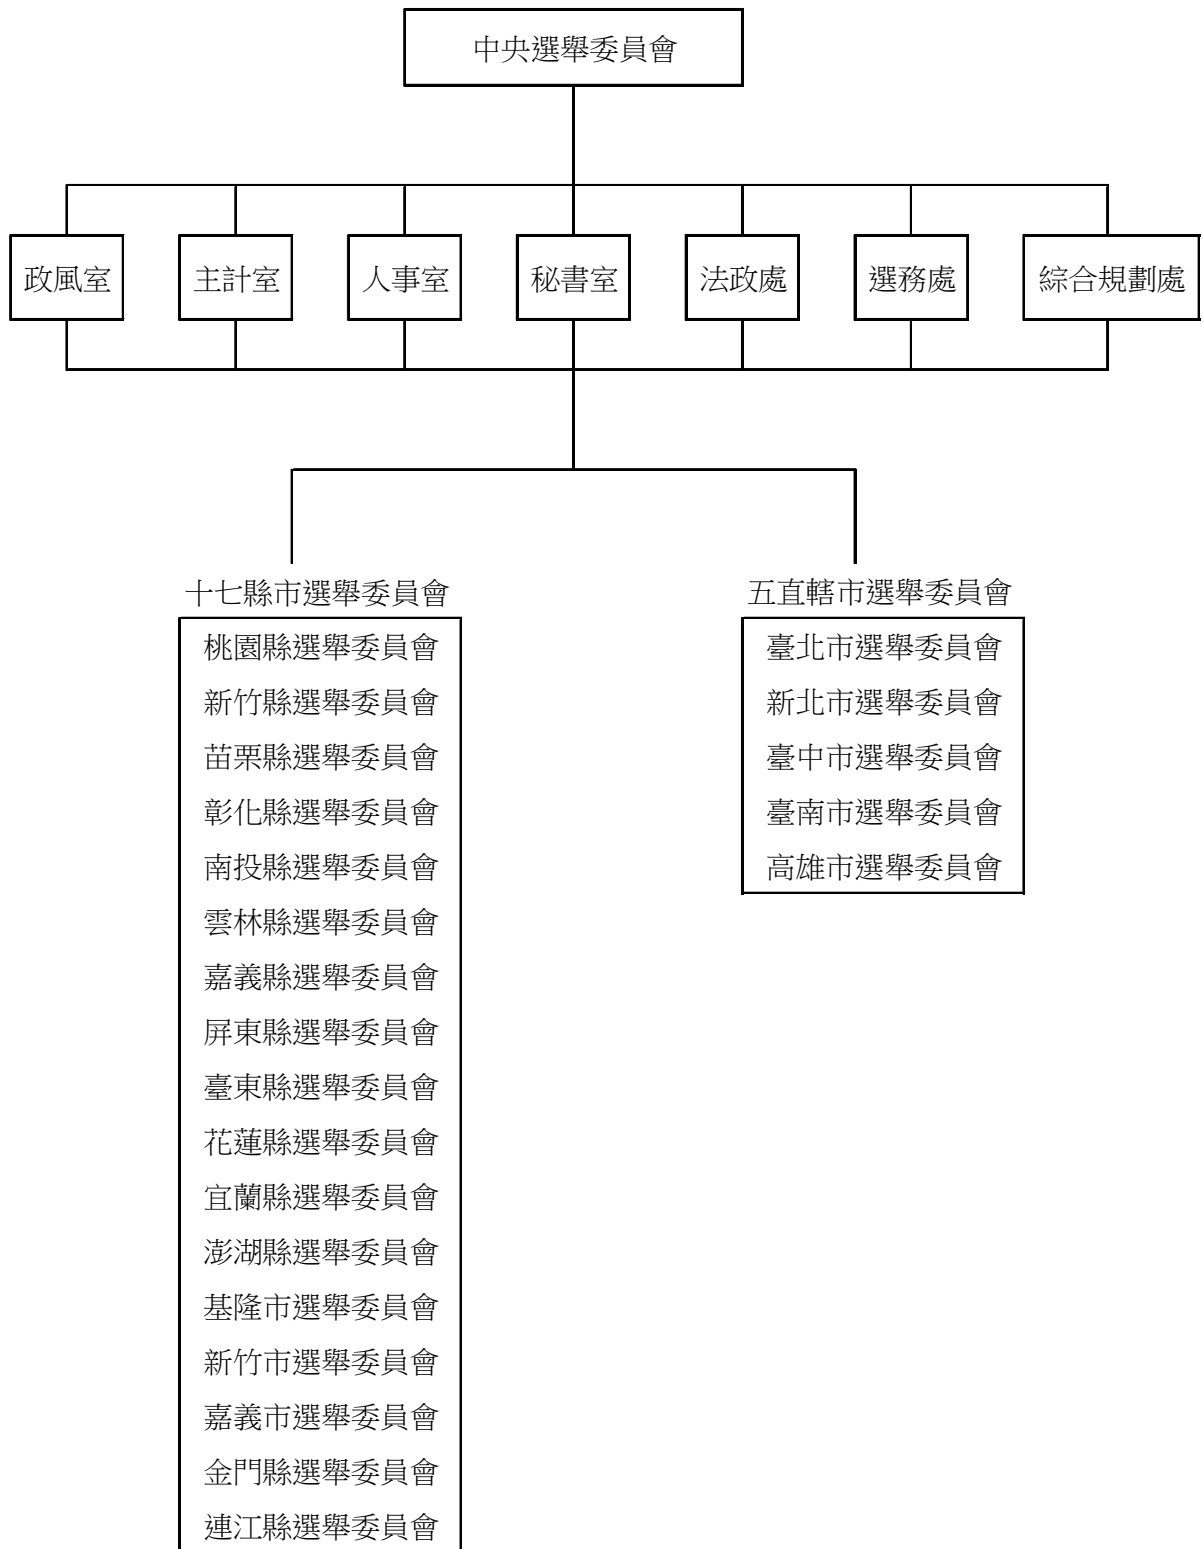 中央選舉委員會
政風室
主計室
人事室
秘書室
法政處
選務處
綜合規劃處
十七縣市選舉委員會
桃園縣選舉委員會
新竹縣選舉委員會
苗栗縣選舉委員會
彰化縣選舉委員會
南投縣選舉委員會
雲林縣選舉委員會
嘉義縣選舉委員會
屏東縣選舉委員會
臺東縣選舉委員會
花蓮縣選舉委員會
宜蘭縣選舉委員會
澎湖縣選舉委員會
基隆市選舉委員會
新竹市選舉委員會
嘉義市選舉委員會
金門縣選舉委員會
連江縣選舉委員會
五直轄市選舉委員會
臺北市選舉委員會
新北市選舉委員會
臺中市選舉委員會
臺南市選舉委員會
高雄市選舉委員會